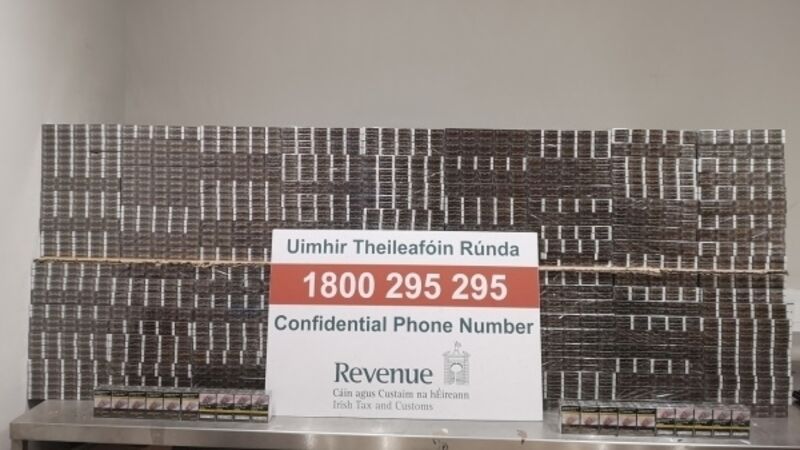 Uimhir Theileafóin Rúnda
1800 295 295
Confidential Phone Number
Revenue
Cáin agus Custaim na hÉireann
Irish Tax and Customs